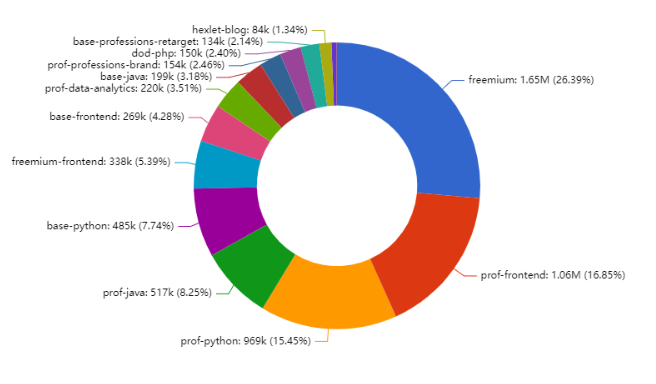 hexlet-blog: 84k (1.34%)
base-professions-retarget: 134k (2.14%)
dod-php: 150k (2.40%)
prof-professions-brand: 154k (2.46%)
base-java: 199k (3.18%)
prof-data-analytics: 220k (3.51%)
base-frontend: 269k (4.28%)
freemium-frontend: 338k (5.39%)
base-python: 485k (7.74%)
prof-java: 517k (8.25%)
prof-python: 969k (15.45%)
freemium: 1.65M (26.39%)
prof-frontend: 1.06M (16.85%)